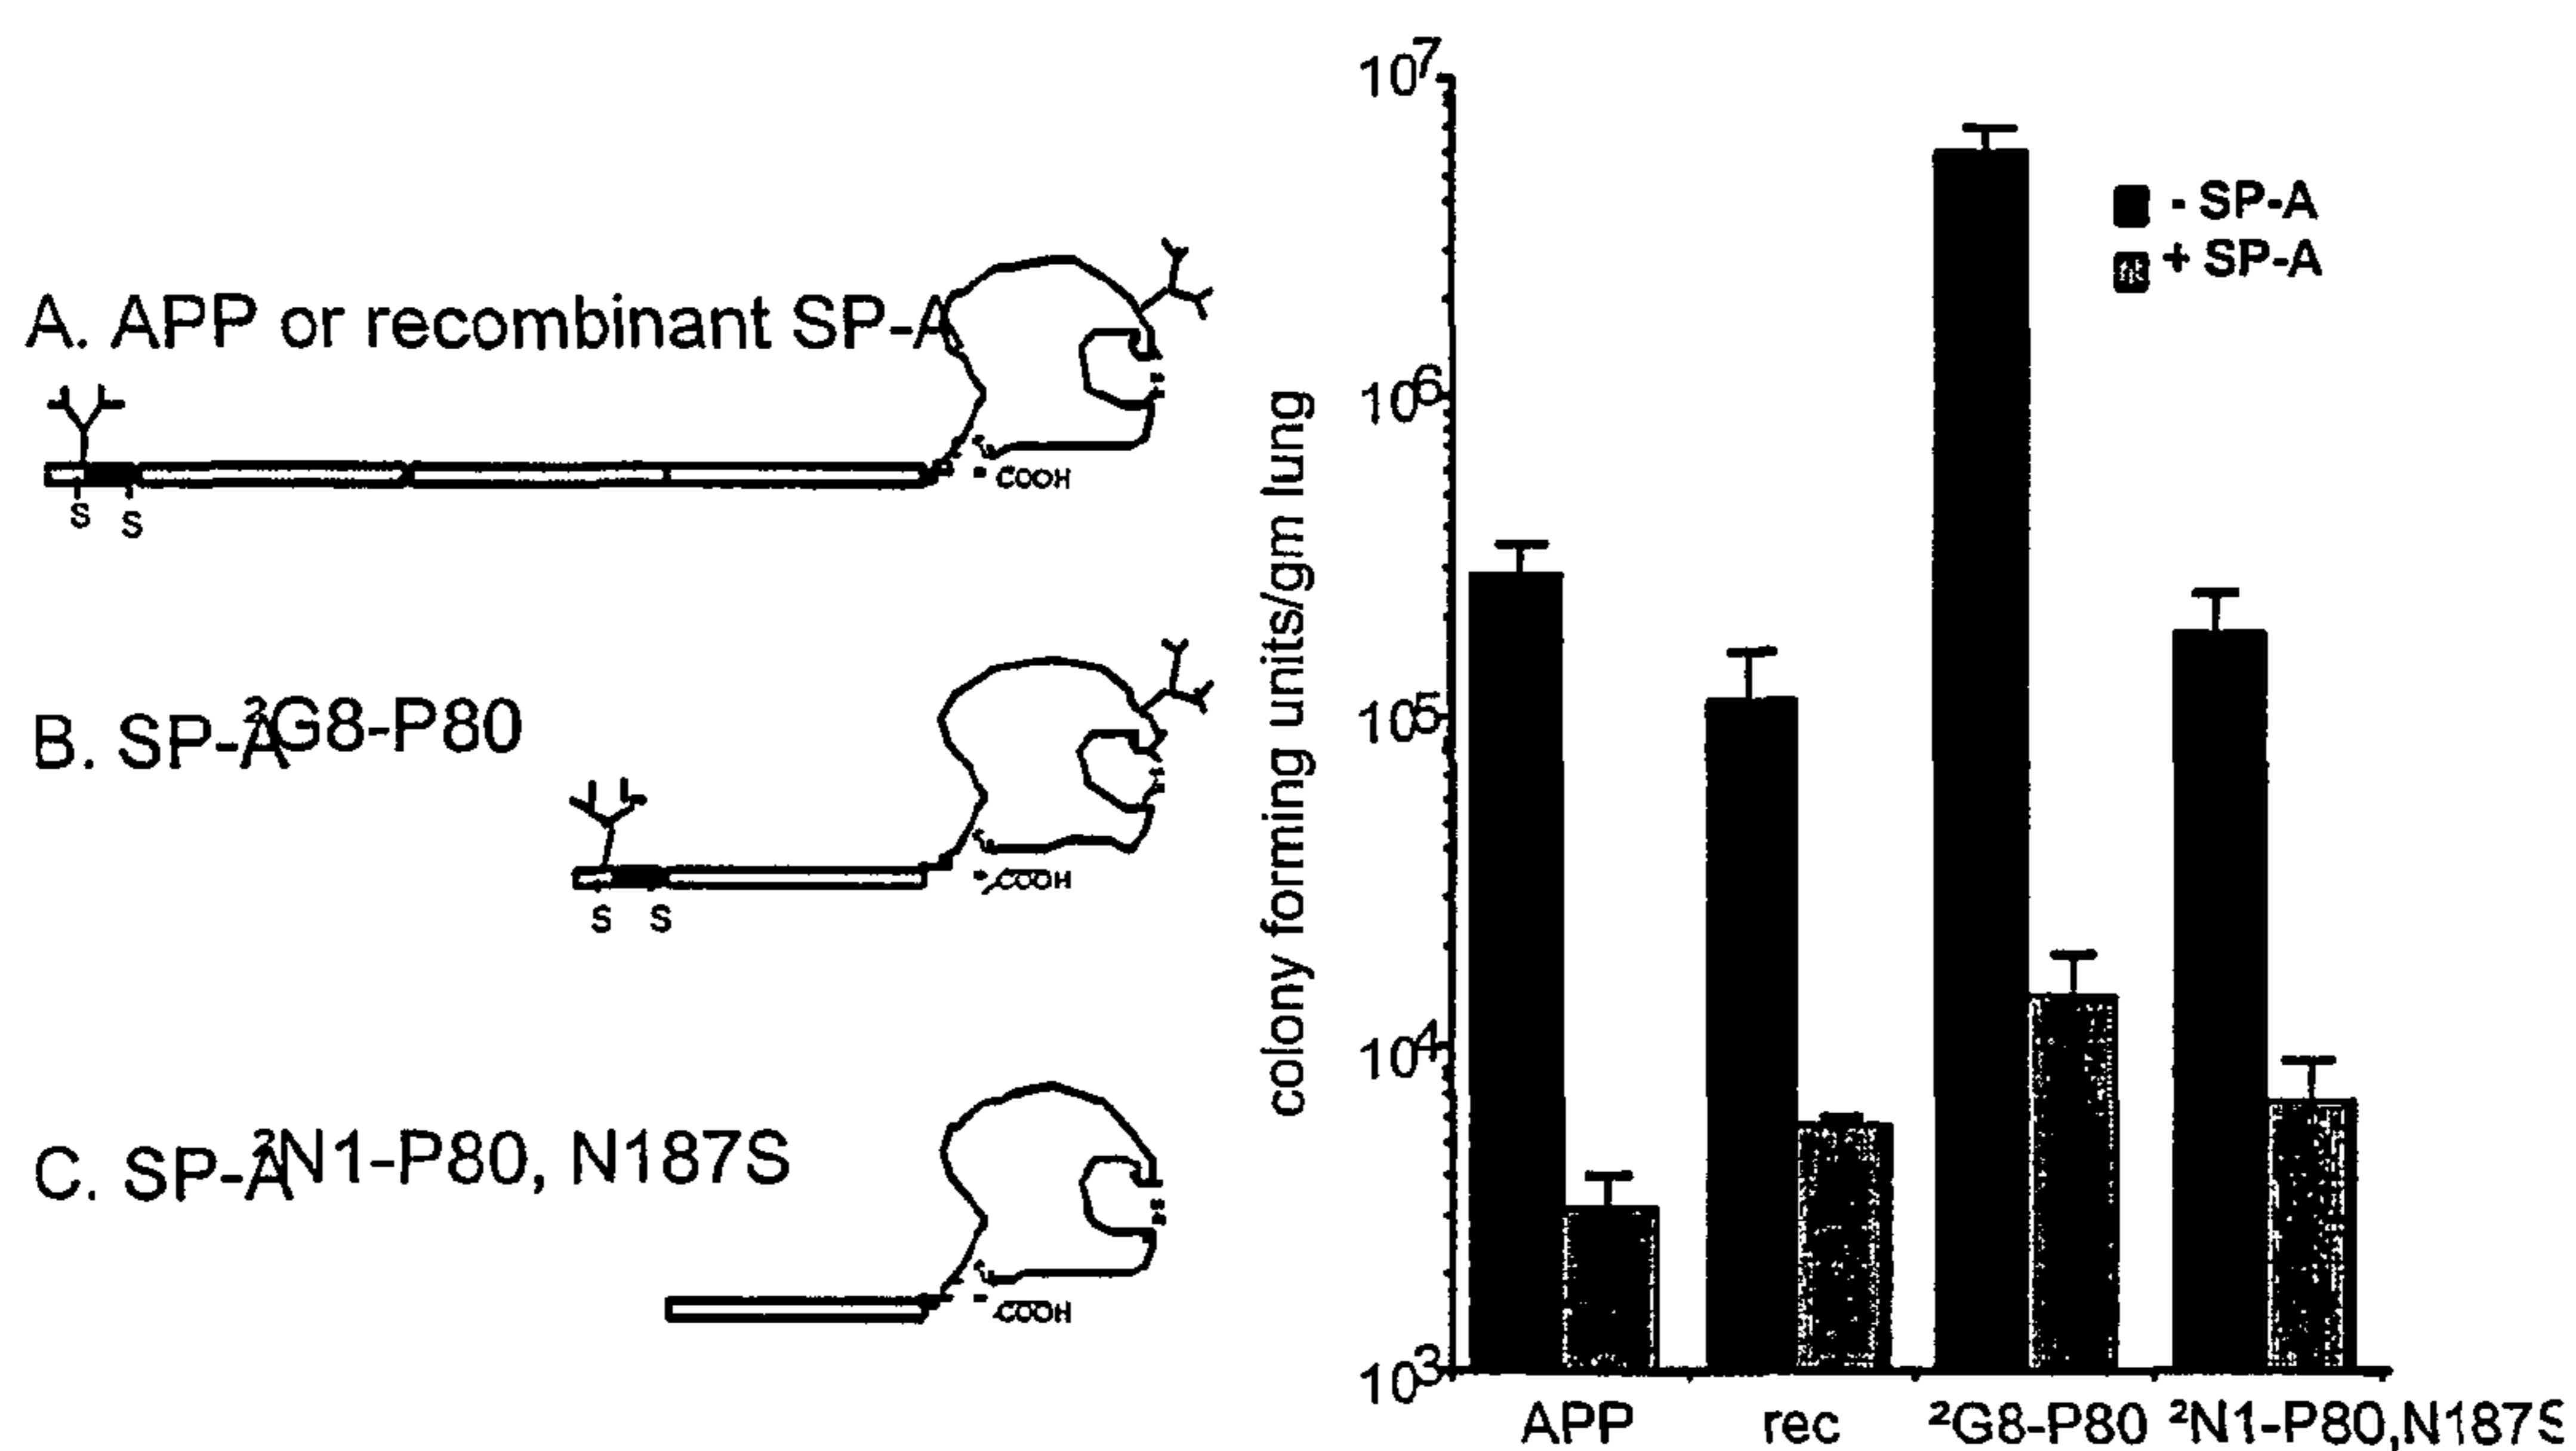 A. APP or recombinant SP-A
S S
COOH
B. SP-A²G8-P80
S S
COOH
C. SP-A²N1-P80, N187S
COOH
colony forming units/gm lung
10⁷
10⁶
10⁵
10⁴
10³
- SP-A
+ SP-A
APP rec ²G8-P80 ²N1-P80,N187S